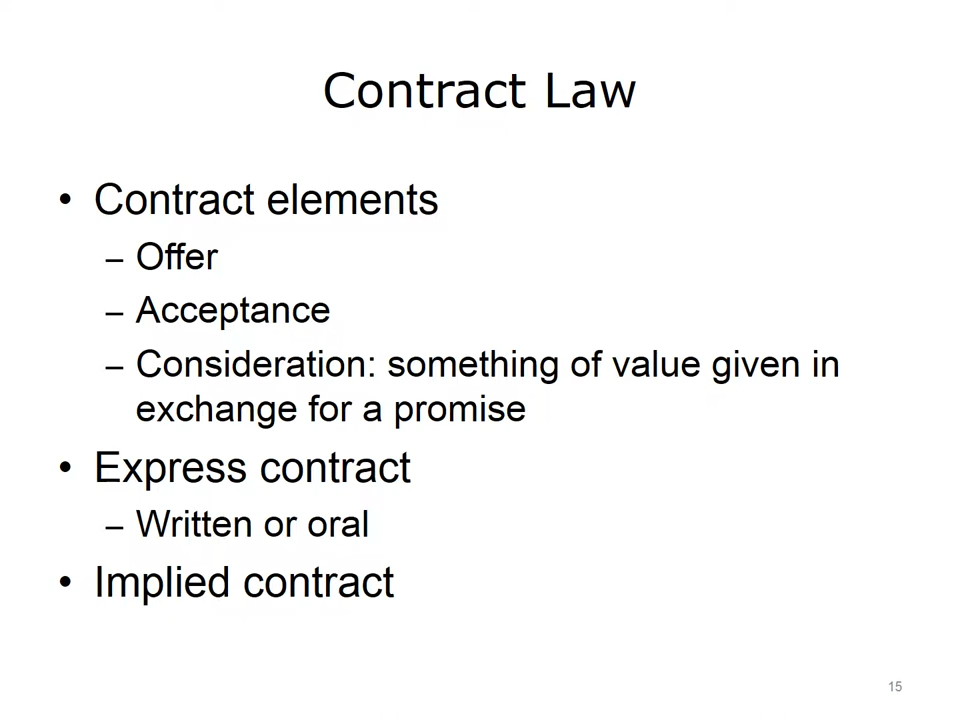 Contract Law
• Contract elements
– Offer
– Acceptance
– Consideration: something of value given in
exchange for a promise
• Express contract
– Written or oral
• Implied contract
15